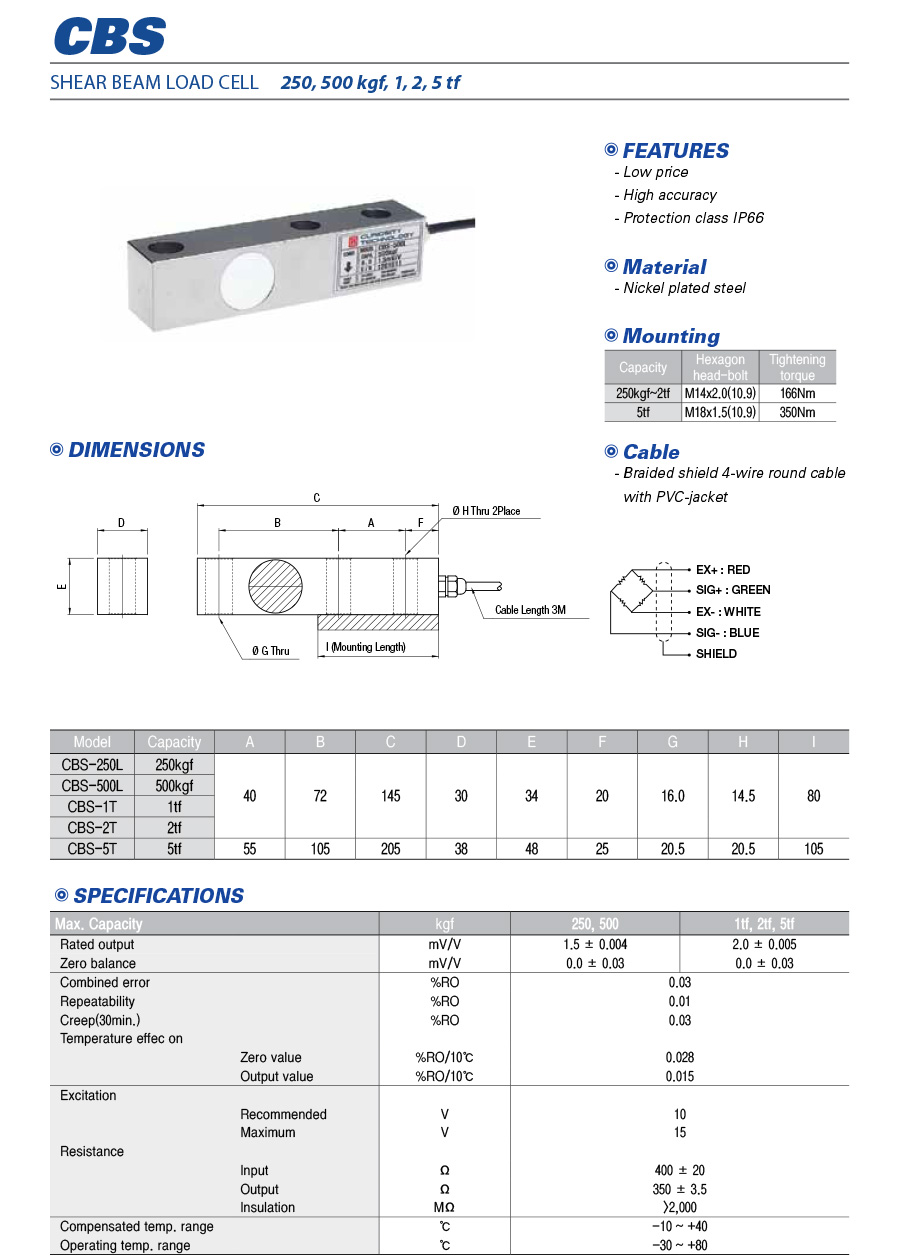 CBS
SHEAR BEAM LOAD CELL 250, 500 kgf, 1, 2, 5 tf
FEATURES
- Low price
- High accuracy
- Protection class IP66
Material
- Nickel plated steel
Mounting
Capacity Hexagon head-bolt Tightening torque
250kgf~2tf M14x2.0(10.9) 166Nm
5tf M18x1.5(10.9) 350Nm
Cable
- Braided shield 4-wire round cable
with PVC-jacket
CURIOSITY
TECHNOLOGY
CBS-500L
DIMENSIONS
C
D B A F
Ø H Thru 2Place
E
Cable Length 3M
Ø G Thru
I (Mounting Length)
EX+ : RED
SIG+ : GREEN
EX- : WHITE
SIG- : BLUE
SHIELD
Model Capacity A B C D E F G H I
CBS-250L 250kgf
CBS-500L 500kgf
40 72 145 30 34 20 16.0 14.5 80
CBS-1T 1tf
CBS-2T 2tf
CBS-5T 5tf 55 105 205 38 48 25 20.5 20.5 105
SPECIFICATIONS
Max. Capacity kgf 250, 500 1tf, 2tf, 5tf
Rated output mV/V 1.5 ± 0.004 2.0 ± 0.005
Zero balance mV/V 0.0 ± 0.03 0.0 ± 0.03
Combined error %RO 0.03
Repeatability %RO 0.01
Creep(30min.) %RO 0.03
Temperature effec on
Zero value %RO/10℃ 0.028
Output value %RO/10℃ 0.015
Excitation
Recommended V 10
Maximum V 15
Resistance
Input Ω 400 ± 20
Output Ω 350 ± 3.5
Insulation MΩ >2,000
Compensated temp. range ℃ -10 ~ +40
Operating temp. range ℃ -30 ~ +80